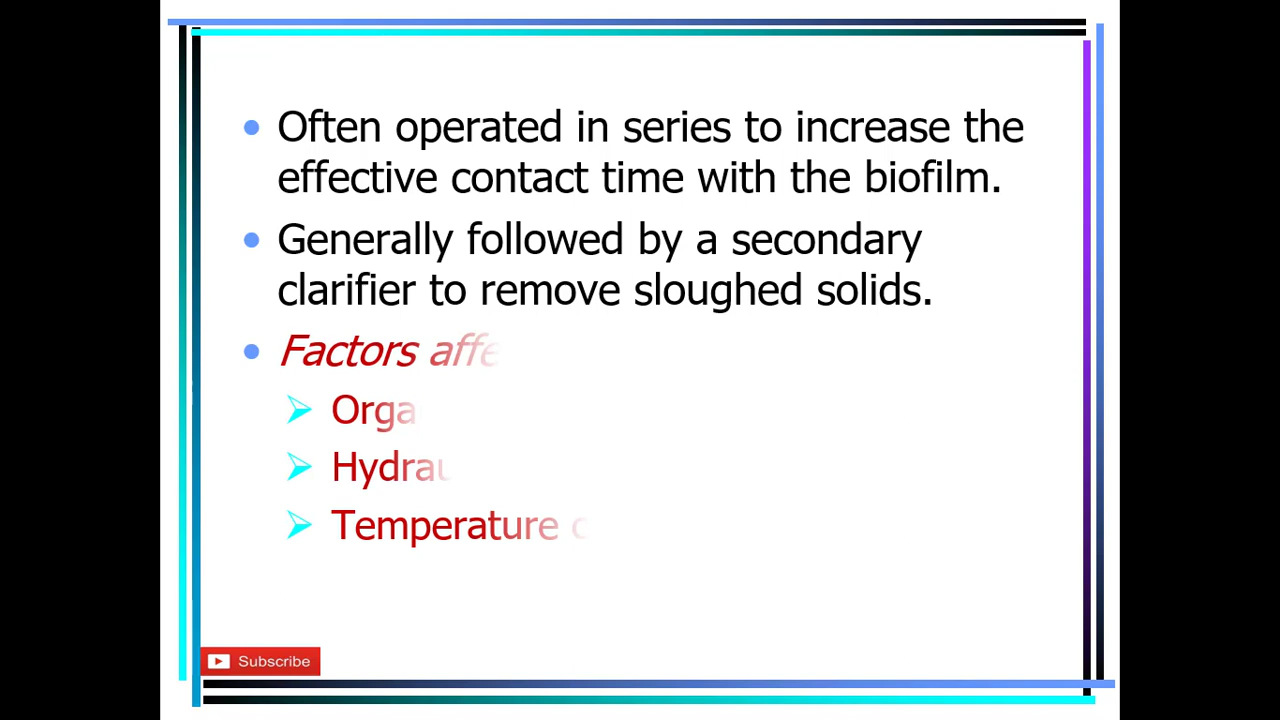 Often operated in series to increase the
effective contact time with the biofilm.
Generally followed by a secondary
clarifier to remove sloughed solids.
Factors
Temperature
Subscribe